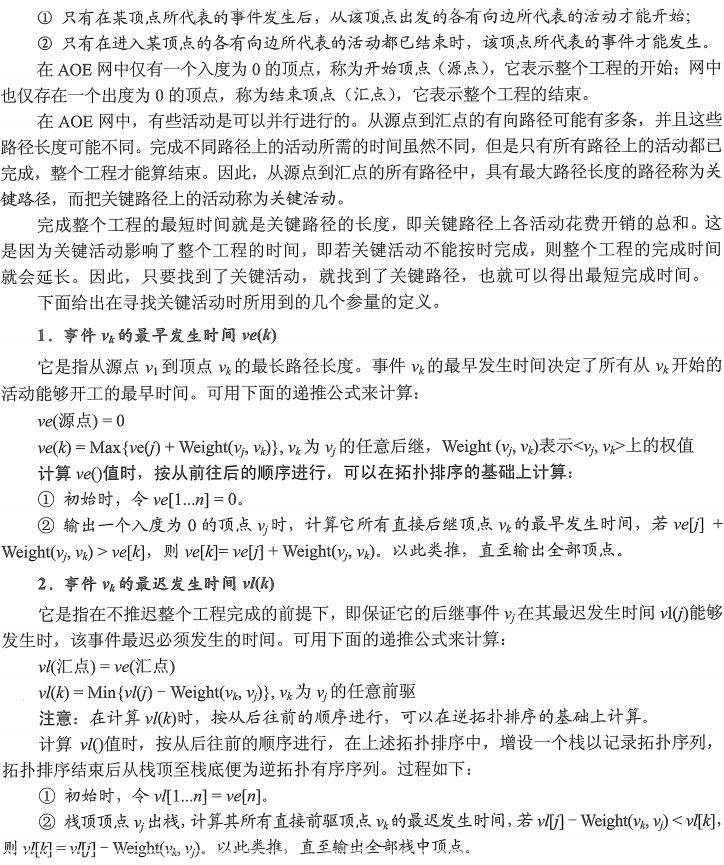 ① 只有在某顶点所代表的事件发生后，从该顶点出发的各有向边所代表的活动才能开始；
② 只有在进入某顶点的各有向边所代表的活动都已结束时，该顶点所代表的事件才能发生。
在 AOE 网中仅有一个入度为 0 的顶点，称为开始顶点（源点），它表示整个工程的开始；网中
也仅存在一个出度为 0 的顶点，称为结束顶点（汇点），它表示整个工程的结束。
在 AOE 网中，有些活动是可以并行进行的。从源点到汇点的有向路径可能有多条，并且这些
路径长度可能不同。完成不同路径上的活动所需的时间虽然不同，但是只有所有路径上的活动都已
完成，整个工程才能算结束。因此，从源点到汇点的所有路径中，具有最大路径长度的路径称为关
键路径，而把关键路径上的活动称为关键活动。
完成整个工程的最短时间就是关键路径的长度，即关键路径上各活动花费开销的总和。这
是因为关键活动影响了整个工程的时间，即若关键活动不能按时完成，则整个工程的完成时间
就会延长。因此，只要找到了关键活动，就找到了关键路径，也就可以得出最短完成时间。
下面给出在寻找关键活动时所用到的几个参量的定义。
1．事件 vk 的最早发生时间 ve(k)
它是指从源点 v1 到顶点 vk 的最长路径长度。事件 vk 的最早发生时间决定了所有从 vk 开始的
活动能够开工的最早时间。可用下面的递推公式来计算：
ve(源点) = 0
ve(k) = Max{ve(j) + Weight(vj, vk)}, vk 为 vj 的任意后继，Weight (vj, vk)表示<vj, vk>上的权值
计算 ve()值时，按从前往后的顺序进行，可以在拓扑排序的基础上计算：
① 初始时，令 ve[1...n] = 0。
② 输出一个入度为 0 的顶点 vj 时，计算它所有直接后继顶点 vk 的最早发生时间，若 ve[j] +
Weight(vj, vk) > ve[k]，则 ve[k]= ve[j] + Weight(vj, vk)。以此类推，直至输出全部顶点。
2．事件 vk 的最迟发生时间 vl(k)
它是指在不推迟整个工程完成的前提下，即保证它的后继事件 vj 在其最迟发生时间 vl(j)能够
发生时，该事件最迟必须发生的时间。可用下面的递推公式来计算：
vl(汇点) = ve(汇点)
vl(k) = Min{vl(j) − Weight(vk, vj)}, vk 为 vj 的任意前驱
注意：在计算 vl(k)时，按从后往前的顺序进行，可以在逆拓扑排序的基础上计算。
计算 vl()值时，按从后往前的顺序进行，在上述拓扑排序中，增设一个栈以记录拓扑序列，
拓扑排序结束后从栈顶至栈底便为逆拓扑有序序列。过程如下：
① 初始时，令 vl[1...n] = ve[n]。
② 栈顶顶点 vj 出栈，计算其所有直接前驱顶点 vk 的最迟发生时间，若 vl[j] − Weight(vk, vj) < vl[k]，
则 vl[k] = vl[j] − Weight(vk, vj)。以此类推，直至输出全部栈中顶点。